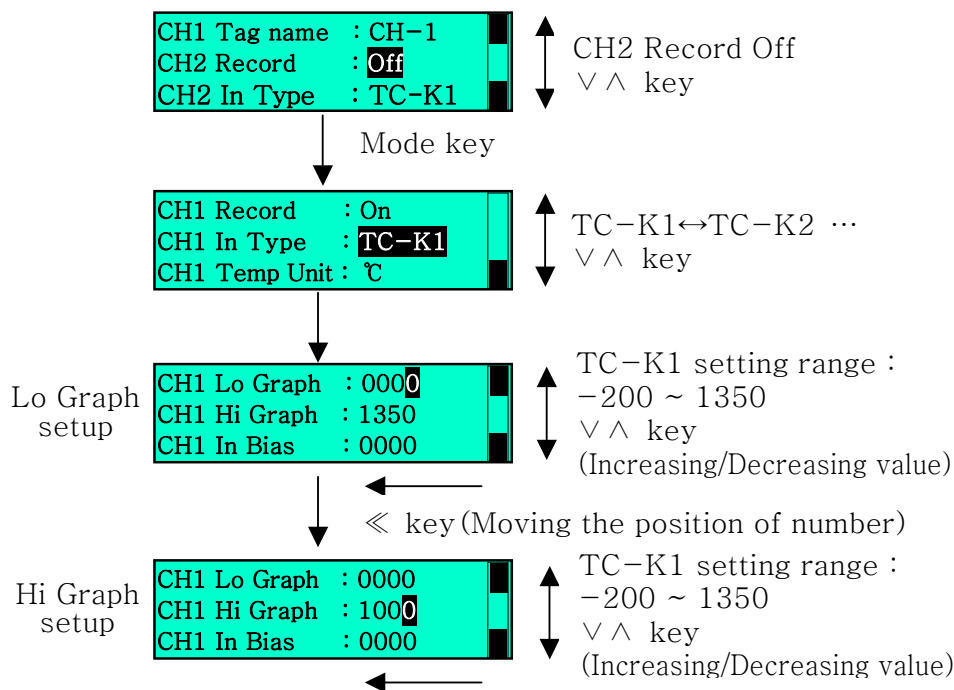 CH1 Tag name : CH-1
CH2 Record : Off
CH2 In Type : TC-K1
CH2 Record Off
∨∧ key
Mode key
CH1 Record : On
CH1 In Type : TC-K1
CH1 Temp Unit : ℃
TC-K1↔TC-K2 …
∨∧ key
Lo Graph
setup
CH1 Lo Graph : 0000
CH1 Hi Graph : 1350
CH1 In Bias : 0000
TC-K1 setting range :
-200 ~ 1350
∨∧ key
(Increasing/Decreasing value)
≪ key(Moving the position of number)
Hi Graph
setup
CH1 Lo Graph : 0000
CH1 Hi Graph : 1000
CH1 In Bias : 0000
TC-K1 setting range :
-200 ~ 1350
∨∧ key
(Increasing/Decreasing value)